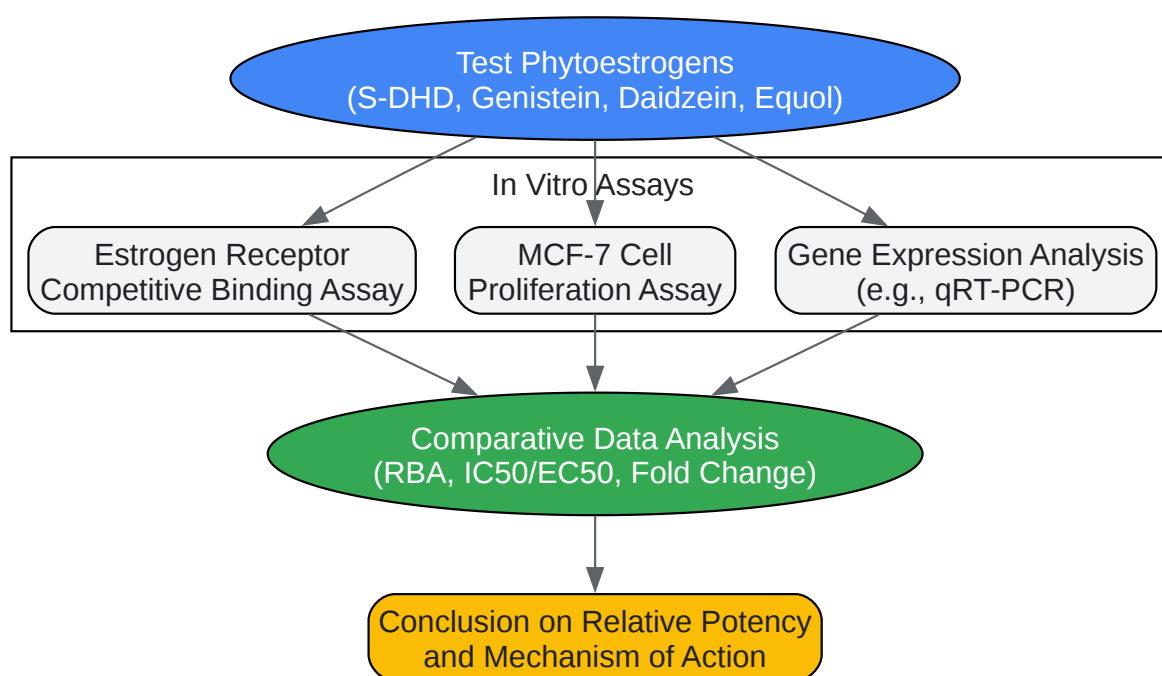 Test Phytoestrogens
(S-DHD, Genistein, Daidzein, Equol)
In Vitro Assays
Estrogen Receptor
Competitive Binding Assay
MCF-7 Cell
Proliferation Assay
Gene Expression Analysis
(e.g., qRT-PCR)
Comparative Data Analysis
(RBA, IC50/EC50, Fold Change)
Conclusion on Relative Potency
and Mechanism of Action